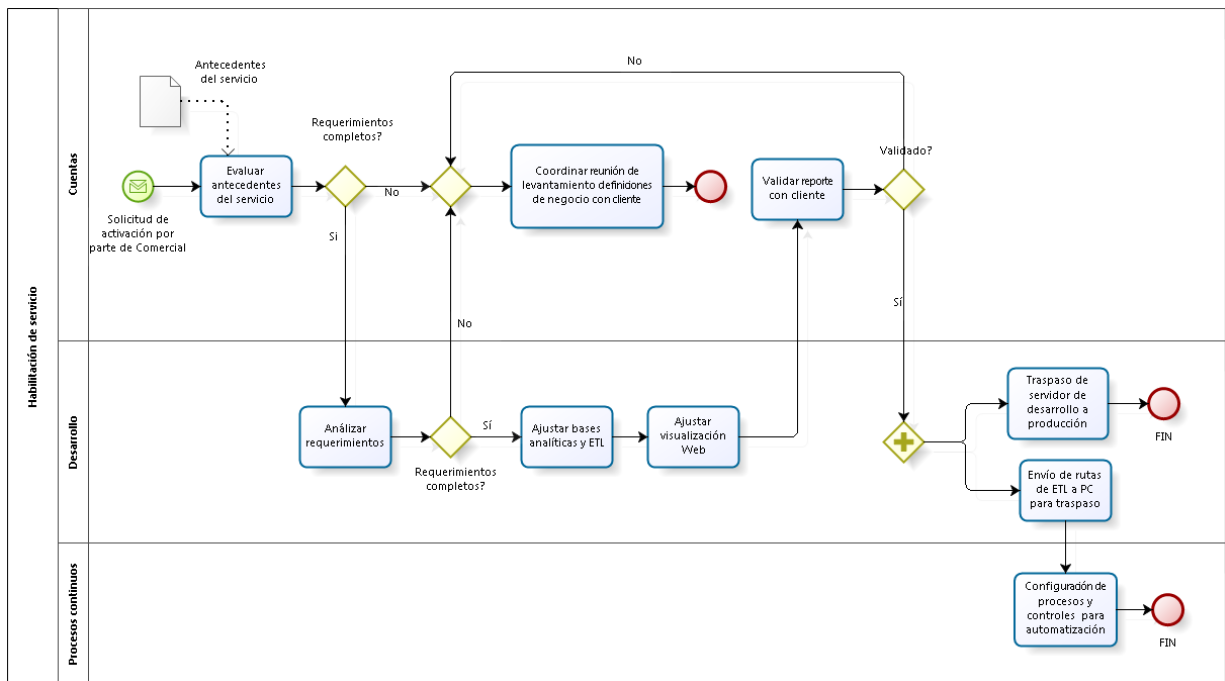 Habilitación de servicio
Cuentas
Antecedentes
del servicio
Solicitud de
activación por
parte de Comercial
Evaluar
antecedentes
del servicio
Requerimientos
completos?
No
Si
No
Coordinar reunión de
levantamiento definiciones
de negocio con cliente
Validar reporte
con cliente
Validado?
No
Sí
Desarrollo
Análizar
requerimientos
Requerimientos
completos?
Sí
Ajustar bases
analíticas y ETL
Ajustar
visualización
Web
Traspaso de
servidor de
desarrollo a
producción
FIN
Envío de rutas
de ETL a PC
para traspaso
Procesos continuos
Configuración de
procesos y
controles para
automatización
FIN